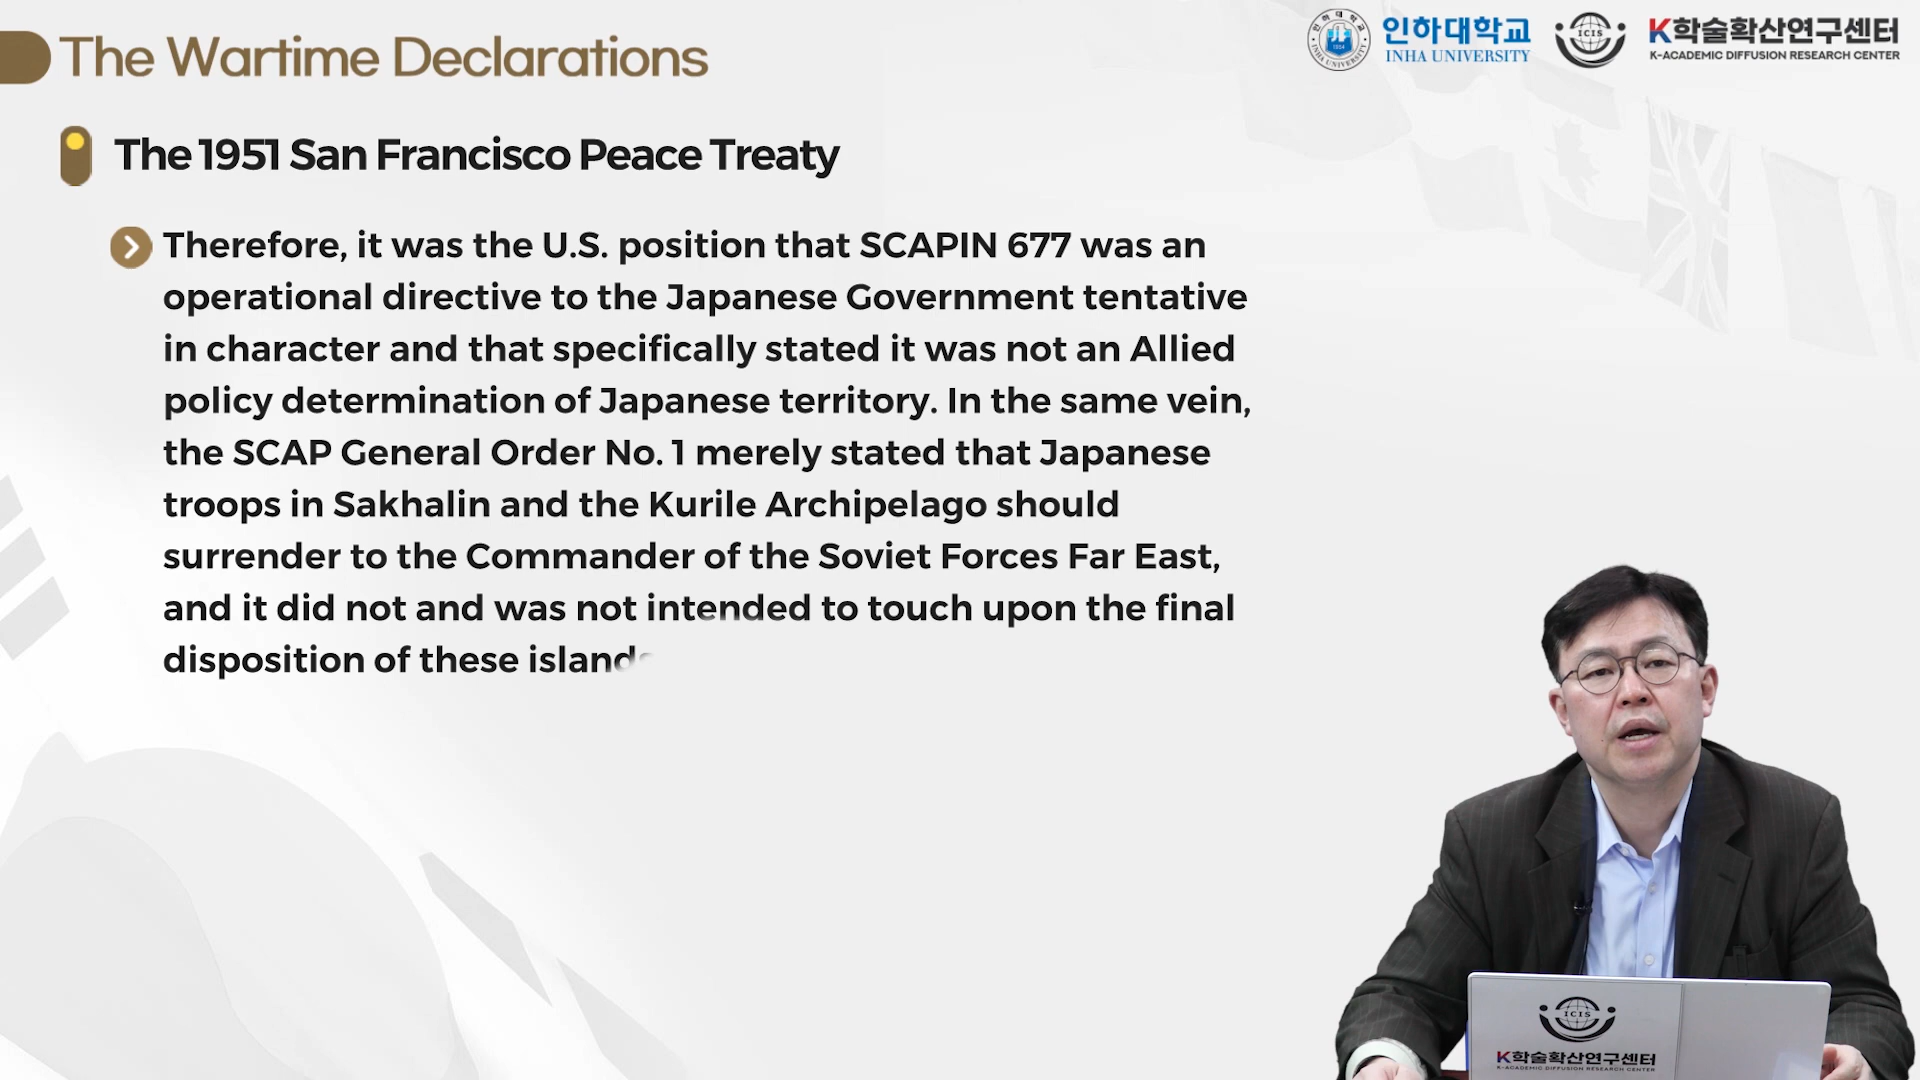 The Wartime Declarations
인하대학교
INHA UNIVERSITY
ICIS
K학술확산연구센터
K-ACADEMIC DIFFUSION RESEARCH CENTER
The 1951 San Francisco Peace Treaty
Therefore, it was the U.S. position that SCAPIN 677 was an
operational directive to the Japanese Government tentative
in character and that specifically stated it was not an Allied
policy determination of Japanese territory. In the same vein,
the SCAP General Order No. 1 merely stated that Japanese
troops in Sakhalin and the Kurile Archipelago should
surrender to the Commander of the Soviet Forces Far East,
and it did not and was not intended to touch upon the final
disposition of these islands
ICIS
K학술확산연구센터
K-ACADEMIC DIFFUSION RESEARCH CENTER